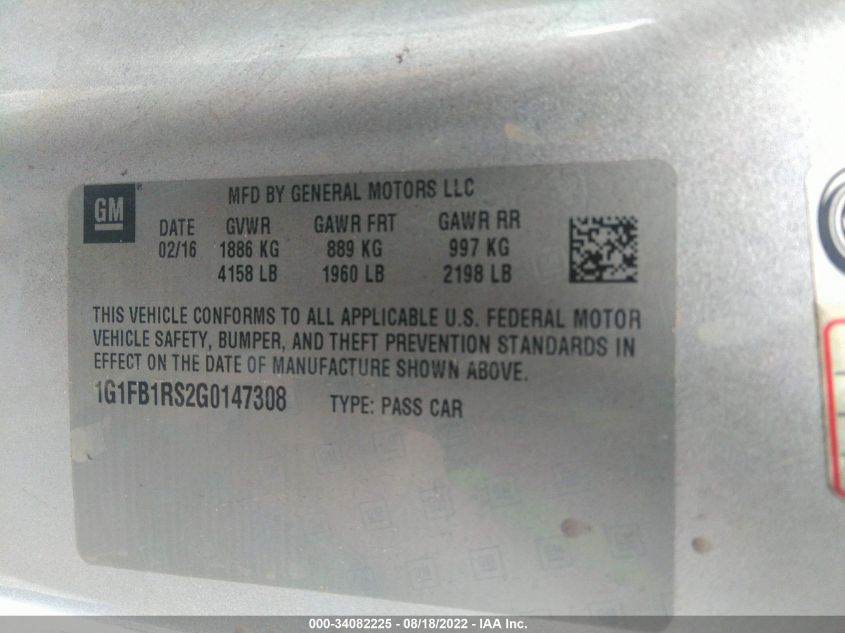 GM
MFD BY GENERAL MOTORS LLC
DATE GVWR GAWR FRT GAWR RR
02/16 1886 KG 889 KG 997 KG
4158 LB 1960 LB 2198 LB
THIS VEHICLE CONFORMS TO ALL APPLICABLE U.S. FEDERAL MOTOR
VEHICLE SAFETY, BUMPER, AND THEFT PREVENTION STANDARDS IN
EFFECT ON THE DATE OF MANUFACTURE SHOWN ABOVE.
1G1FB1RS2G0147308 TYPE: PASS CAR
000-34082225 - 08/18/2022 - IAA Inc.